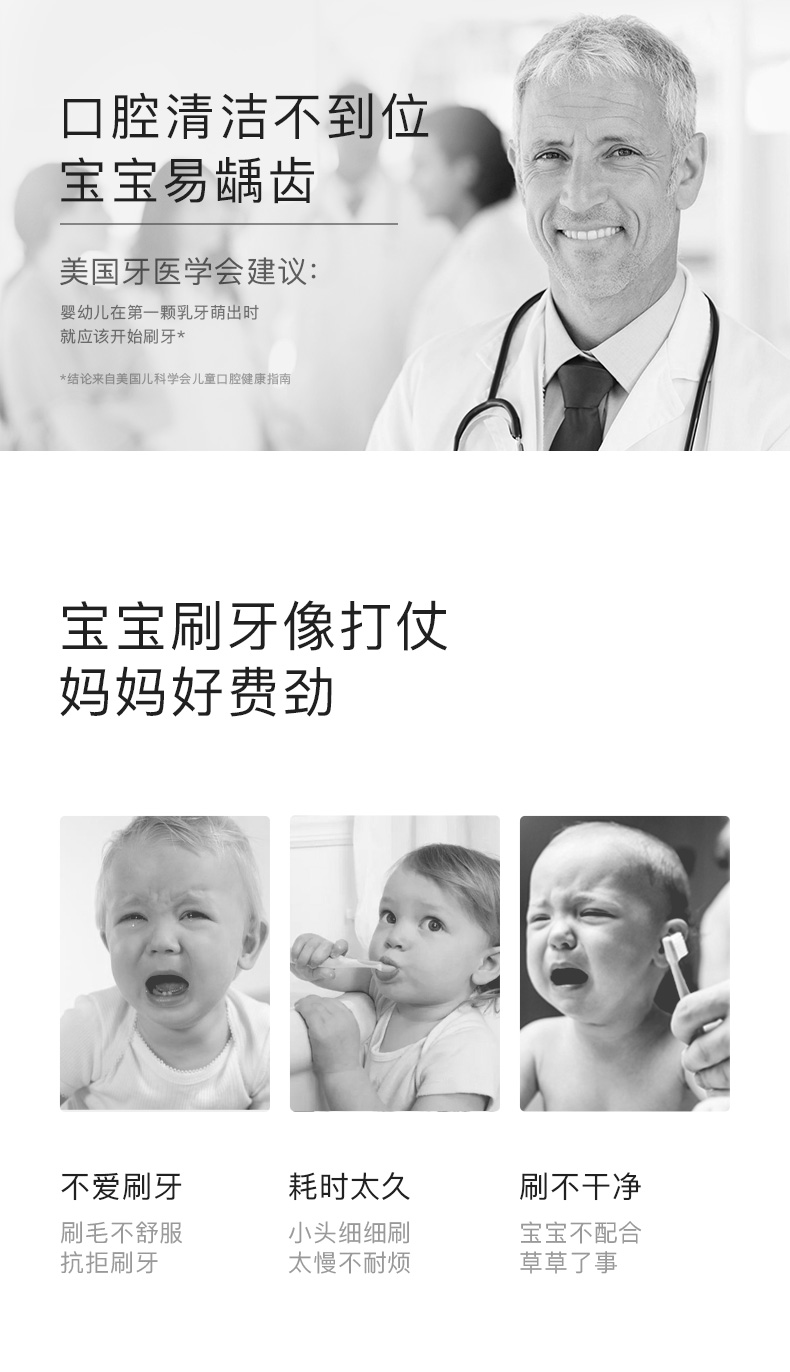 口腔清洁不到位
宝宝易龋齿
美国牙医学会建议:
婴幼儿在第一颗乳牙萌出时
就应该开始刷牙*
*结论来自美国儿科学会儿童口腔健康指南
宝宝刷牙像打仗
妈妈好费劲
不爱刷牙
刷毛不舒服
抗拒刷牙
耗时太久
小头细细刷
太慢不耐烦
刷不干净
宝宝不配合
草草了事